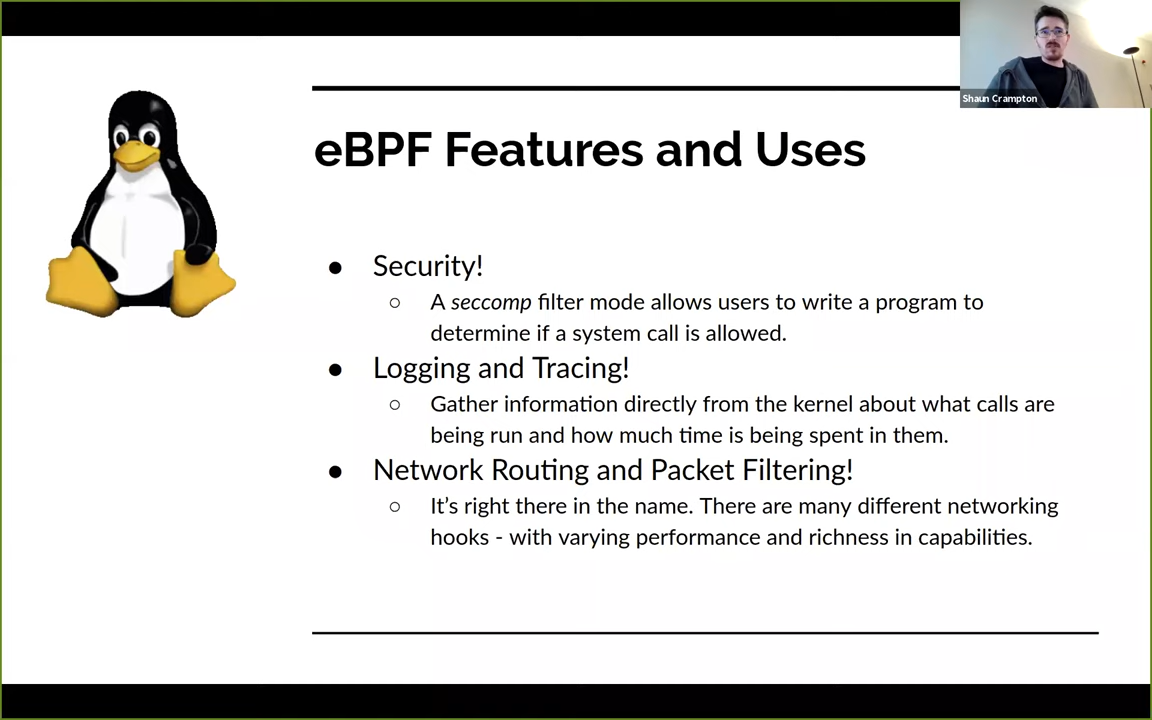 Shaun Crampton
eBPF Features and Uses
● Security!
○ A seccomp filter mode allows users to write a program to
determine if a system call is allowed.
● Logging and Tracing!
○ Gather information directly from the kernel about what calls are
being run and how much time is being spent in them.
● Network Routing and Packet Filtering!
○ It’s right there in the name. There are many different networking
hooks - with varying performance and richness in capabilities.